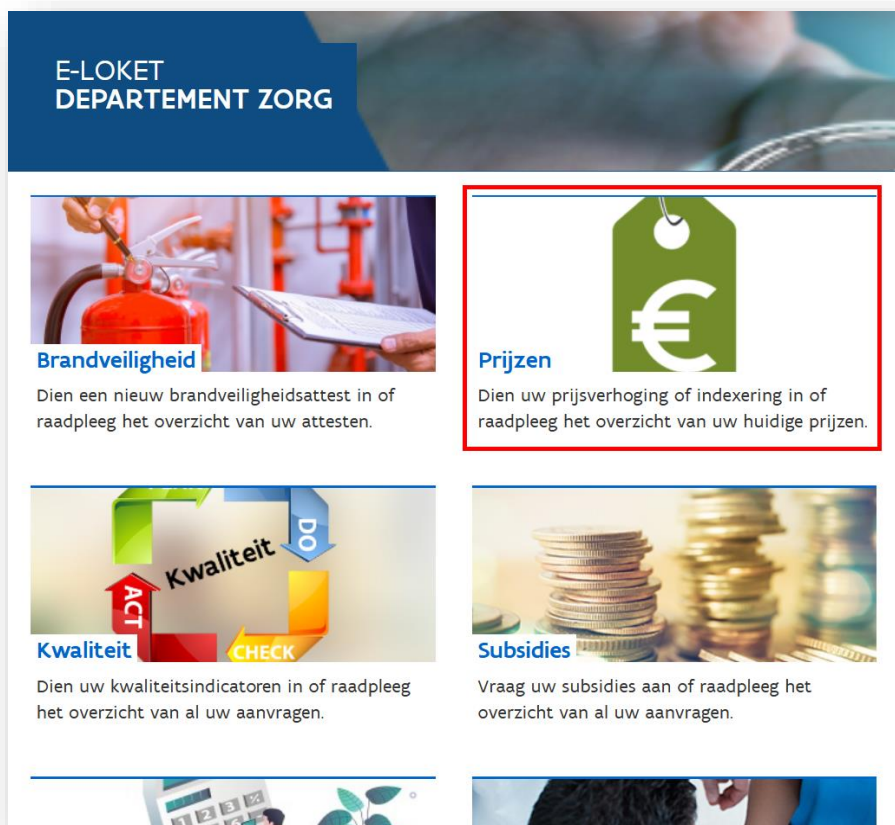 E-LOKET
DEPARTEMENT ZORG
Brandveiligheid
Dien een nieuw brandveiligheidsattest in of
raadpleeg het overzicht van uw attesten.
€
Prijzen
Dien uw prijsverhoging of indexering in of
raadpleeg het overzicht van uw huidige prijzen.
DO
Kwaliteit
ACT
CHECK
Kwaliteit
Dien uw kwaliteitsindicatoren in of raadpleeg
het overzicht van al uw aanvragen.
Subsidies
Vraag uw subsidies aan of raadpleeg het
overzicht van al uw aanvragen.
1 2 3 %